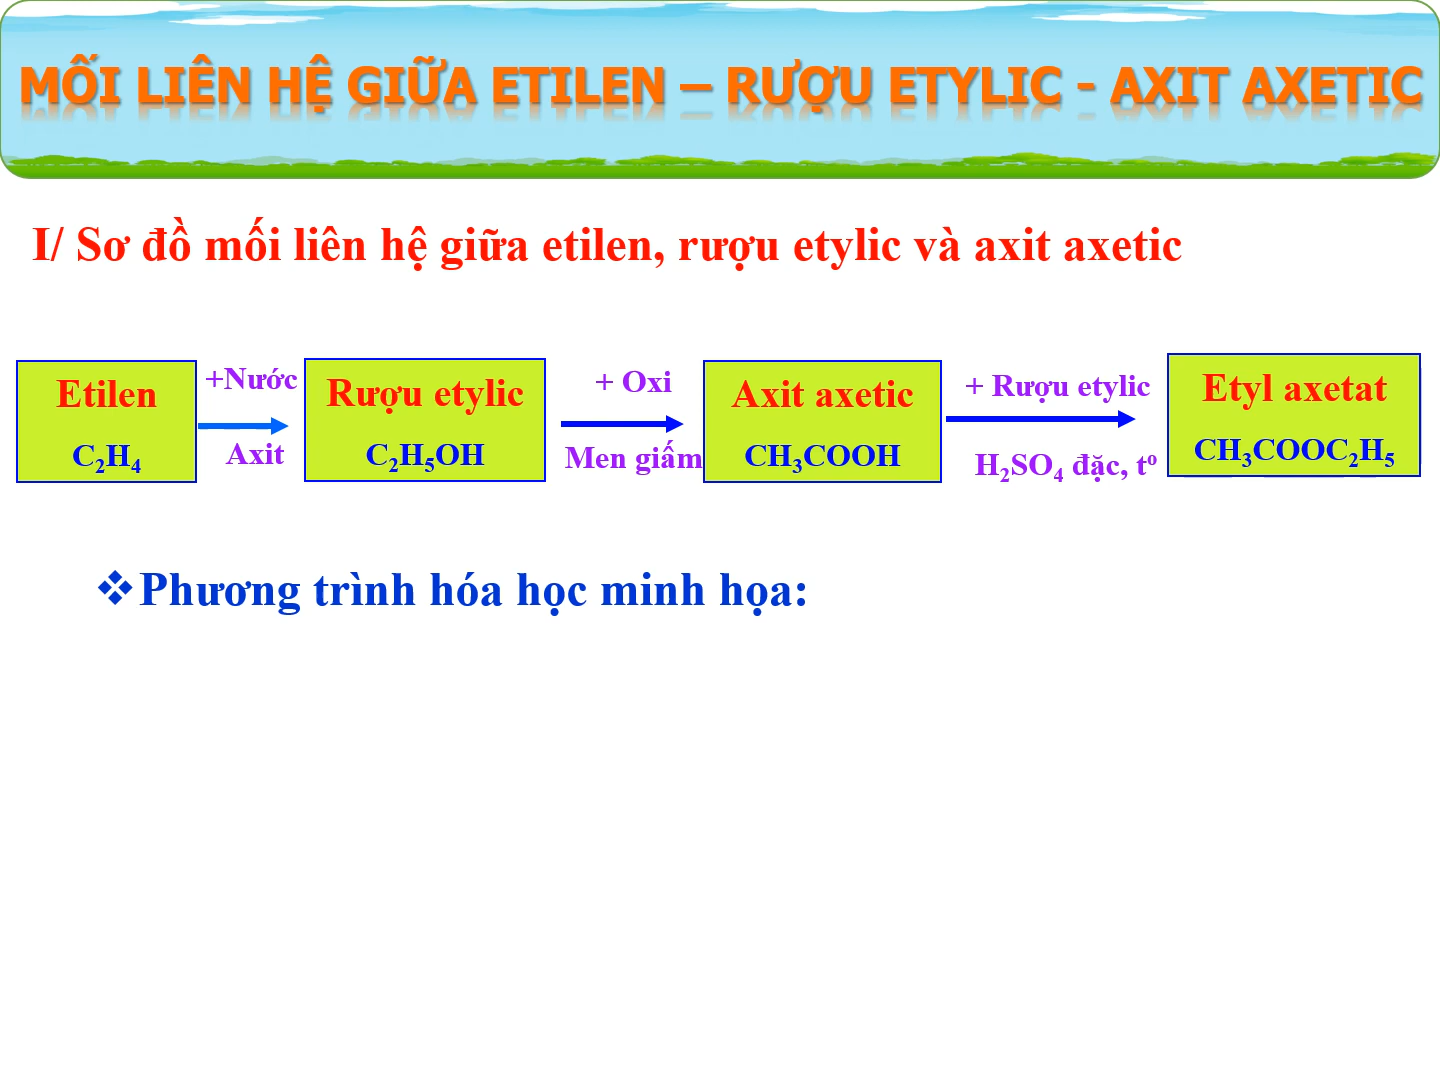 MỐI LIÊN HỆ GIỮA ETILEN – RƯỢU ETYLIC - AXIT AXETIC
I/ Sơ đồ mối liên hệ giữa etilen, rượu etylic và axit axetic
Etilen
C₂H₄
+Nước
Axit
Rượu etylic
C₂H₅OH
+ Oxi
Men giấm
Axit axetic
CH₃COOH
+ Rượu etylic
H₂SO₄ đặc, tº
Etyl axetat
CH₃COOC₂H₅
❖Phương trình hóa học minh họa: